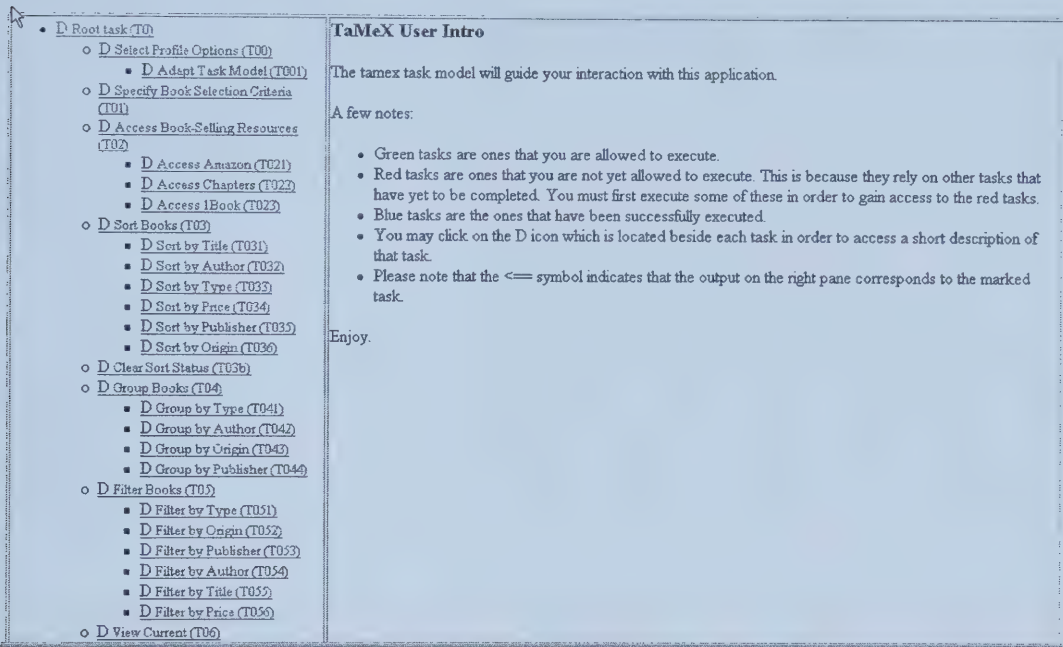 D Root task (T0)
D Select Profile Options (T00)
D Adapt Task Model (T001)
D Specify Book Selection Criteria
(T01)
D Access Book-Selling Resources
(T02)
D Access Amazon (T021)
D Access Chapters (T022)
D Access 1Book (T023)
D Sort Books (T03)
D Sort by Title (T031)
D Sort by Author (T032)
D Sort by Type (T033)
D Sort by Price (T034)
D Sort by Publisher (T035)
D Sort by Origin (T036)
D Clear Sort Status (T03b)
D Group Books (T04)
D Group by Type (T041)
D Group by Author (T042)
D Group by Origin (T043)
D Group by Publisher (T044)
D Filter Books (T05)
D Filter by Type (T051)
D Filter by Origin (T052)
D Filter by Publisher (T053)
D Filter by Author (T054)
D Filter by Title (T055)
D Filter by Price (T056)
D View Current (T06)
TaMeX User Intro
The tamex task model will guide your interaction with this application.
A few notes:
Green tasks are ones that you are allowed to execute.
Red tasks are ones that you are not yet allowed to execute. This is because they rely on other tasks that
have yet to be completed. You must first execute some of these in order to gain access to the red tasks.
Blue tasks are the ones that have been successfully executed.
You may click on the D icon which is located beside each task in order to access a short description of
that task.
Please note that the <== symbol indicates that the output on the right pane corresponds to the marked
task.
Enjoy.